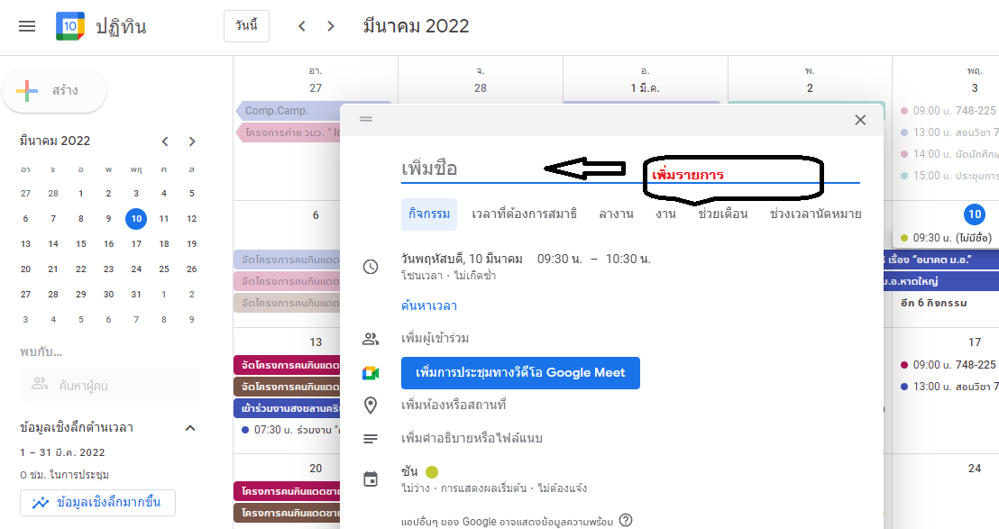 ปฏิทิน
วันนี้
มีนาคม 2022
สร้าง
มีนาคม 2022
อา จ อ พ พฤ ศ ส
27 28 1 2 3 4 5
6 7 8 9 10 11 12
13 14 15 16 17 18 19
20 21 22 23 24 25 26
27 28 29 30 31 1 2
3 4 5 6 7 8 9
พบกับ...
ค้นหาผู้คน
ข้อมูลเชิงลึกด้านเวลา
1 – 31 มี.ค. 2022
0 ชม. ในการประชุม
ข้อมูลเชิงลึกมากขึ้น
อา. จ. อ. พ. พฤ.
27 28 1 มี.ค. 2 3
Comp.Camp.
โครงการค่าย วมว. "
09:00 น. 748-225
13:00 น. สอนวิชา 7
14:00 น. นัดนักศึกษ
15:00 น. ประชุมการ
6
10
จัดโครงการคนกินแดด
จัดโครงการคนกินแดด
จัดโครงการคนกินแดด
09:30 น. (ไม่มีชื่อ)
เรื่อง "อนาคต ม.อ."
ม.อ.หาดใหญ่
อีก 6 กิจกรรม
13
17
จัดโครงการคนกินแดด
จัดโครงการคนกินแดด
เข้าร่วมงานสงขลานคริ
07:30 น. ร่วมงาน "
09:00 น. 748-225
13:00 น. สอนวิชา 7
20
24
โครงการคนกินแดดชาย
โครงการคนกินแดดชาย
เพิ่มชื่อ
เพิ่มรายการ
กิจกรรม เวลาที่ต้องการสมาธิ ลางาน งาน ช่วยเตือน ช่วงเวลานัดหมาย
วันพฤหัสบดี, 10 มีนาคม 09:30 น. – 10:30 น.
โซนเวลา · ไม่เกิดซ้ำ
ค้นหาเวลา
เพิ่มผู้เข้าร่วม
เพิ่มการประชุมทางวิดีโอ Google Meet
เพิ่มห้องหรือสถานที่
เพิ่มคำอธิบายหรือไฟล์แนบ
ซัน
ไม่ว่าง · การแสดงผลเริ่มต้น · ไม่ต้องแจ้ง
แอปอื่นๆ ของ Google อาจแสดงข้อมูลความพร้อม